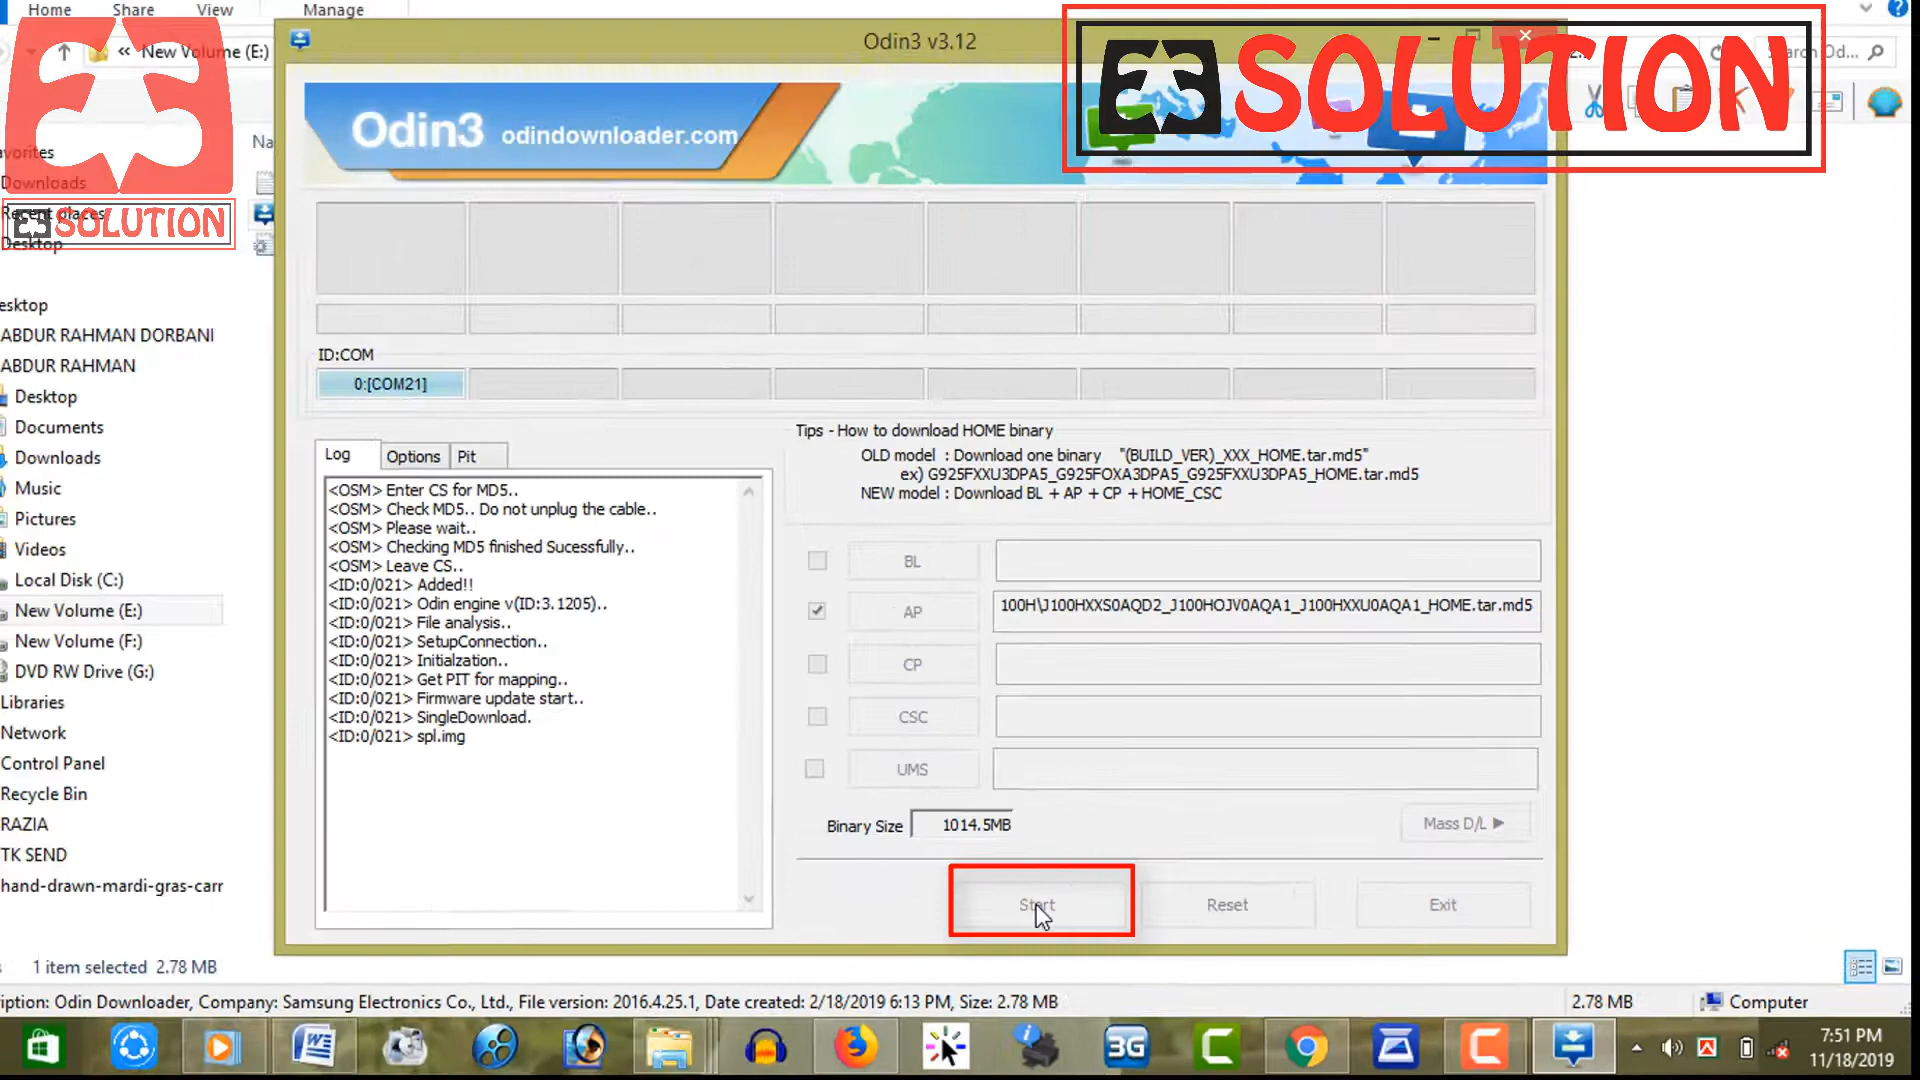 Home Share View Manage
New Volume (E:)
Odin3 v3.12
SOLUTION
SOLUTION
Odin3 odindownloader.com
Na
avorites
Downloads
Recent places
Desktop
esktop
ABDUR RAHMAN DORBANI
ABDUR RAHMAN
Desktop
Documents
Downloads
Music
Pictures
Videos
Local Disk (C:)
New Volume (E:)
New Volume (F:)
DVD RW Drive (G:)
Libraries
Network
Control Panel
Recycle Bin
RAZIA
TK SEND
hand-drawn-mardi-gras-carr
ID:COM
0:[COM21]
Log Options Pit
<OSM> Enter CS for MD5..
<OSM> Check MD5.. Do not unplug the cable..
<OSM> Please wait..
<OSM> Checking MD5 finished Sucessfully..
<OSM> Leave CS..
<ID:0/021> Added!!
<ID:0/021> Odin engine v(ID:3.1205)..
<ID:0/021> File analysis..
<ID:0/021> SetupConnection..
<ID:0/021> Initialzation..
<ID:0/021> Get PIT for mapping..
<ID:0/021> Firmware update start..
<ID:0/021> SingleDownload.
<ID:0/021> spl.img
Tips - How to download HOME binary
OLD model : Download one binary "(BUILD_VER)_XXX_HOME.tar.md5"
ex) G925FXXU3DPA5_G925FOXA3DPA5_G925FXXU3DPA5_HOME.tar.md5
NEW model : Download BL + AP + CP + HOME_CSC
BL
AP 100H\J100HXXS0AQD2_J100HOJV0AQA1_J100HXXU0AQA1_HOME.tar.md5
CP
CSC
UMS
Binary Size 1014.5MB
Mass D/L
Start Reset Exit
1 item selected 2.78 MB
iption: Odin Downloader, Company: Samsung Electronics Co., Ltd., File version: 2016.4.25.1, Date created: 2/18/2019 6:13 PM, Size: 2.78 MB
2.78 MB Computer
3G
7:51 PM
11/18/2019